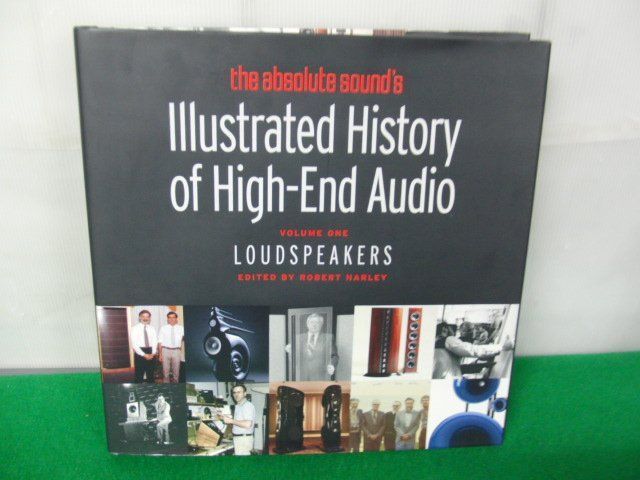 the absolute sound's
Illustrated History
of High-End Audio
VOLUME ONE
LOUDSPEAKERS
EDITED BY ROBERT HARLEY